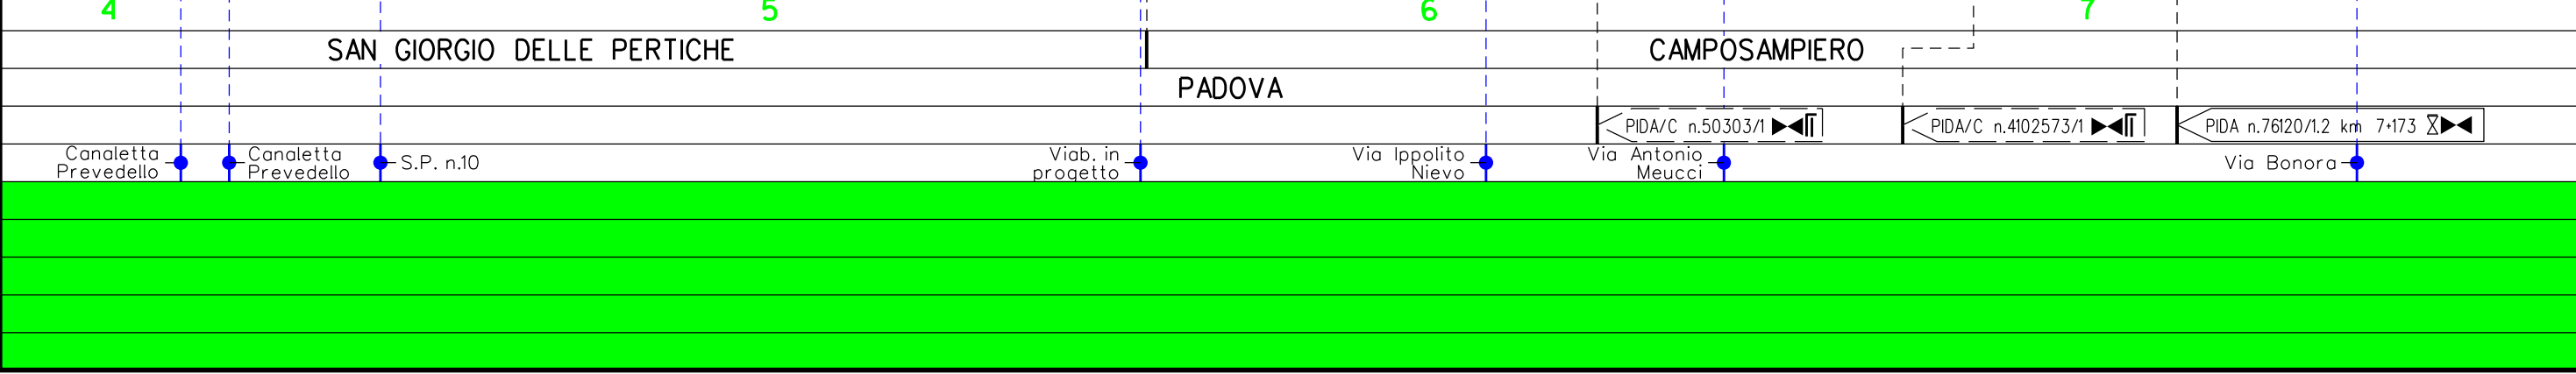 4 5 6 7
SAN GIORGIO DELLE PERTICHE CAMPOSAMPIERO
PADOVA
PIDA/C n.50303/1 PIDA/C n.4102573/1 PIDA n.76120/1.2 km 7+173
Canaletta
Prevedello
Canaletta
Prevedello
S.P. n.10
Viab. in
progetto
Via Ippolito
Nievo
Via Antonio
Meucci
Via Bonora